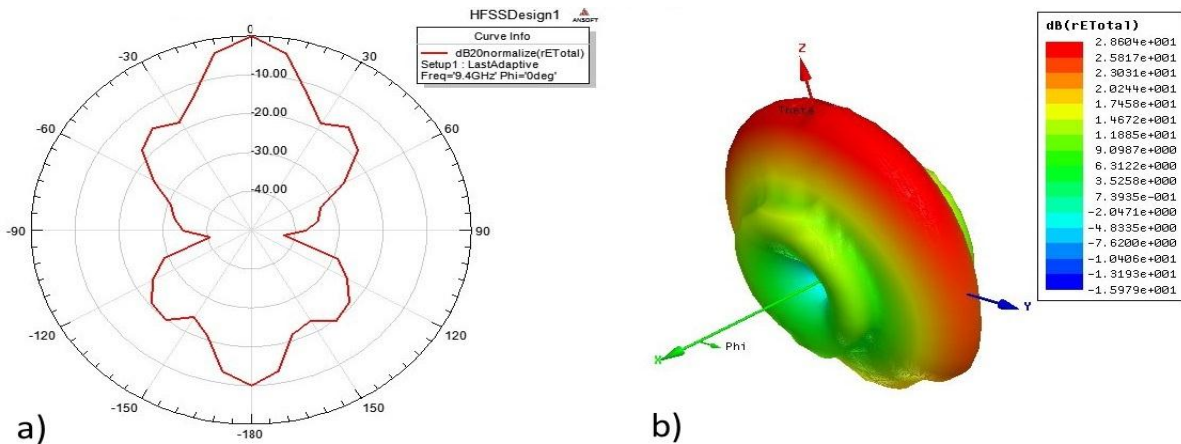 HFSSDesign1
ANSOFT
Curve Info
dB20normalize(rETotal)
Setup1 : LastAdaptive
Freq='9.4GHz' Phi='0deg'
0
-30
30
-10.00
-60
-20.00
60
-30.00
-40.00
-90
90
-120
120
-150
150
-180
a)
dB(rETotal)
2.8604e+001
2.5817e+001
2.3031e+001
2.0244e+001
1.7458e+001
1.4672e+001
1.1885e+001
9.0987e+000
6.3122e+000
3.5258e+000
7.3935e-001
-2.0471e+000
-4.8335e+000
-7.6200e+000
-1.0406e+001
-1.3193e+001
-1.5979e+001
Z
Theta
Y
X
Phi
b)